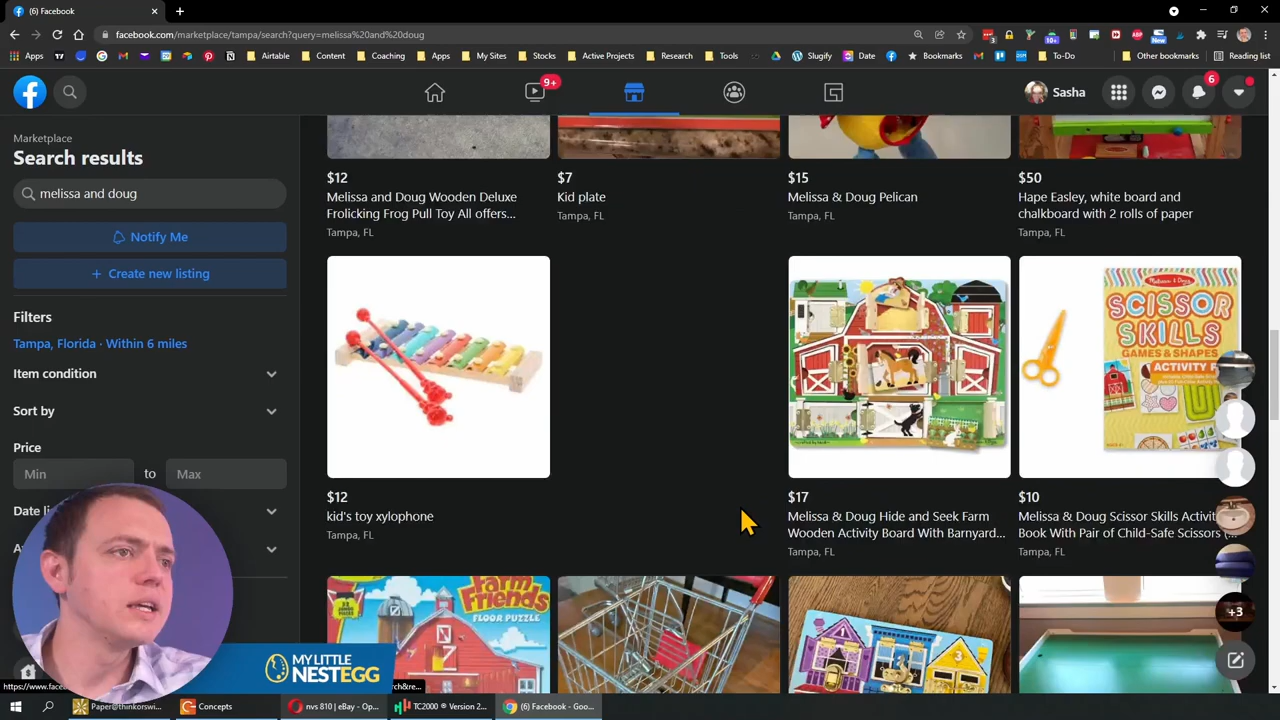 (6) Facebook
facebook.com/marketplace/tampa/search?query=melissa%20and%20doug
Apps
Airtable
Content
Coaching
Apps
My Sites
Stocks
Active Projects
Research
Tools
Slugify
Date
Bookmarks
To-Do
Other bookmarks
Reading list
9+
Sasha
6
Marketplace
Search results
melissa and doug
Notify Me
+ Create new listing
Filters
Tampa, Florida · Within 6 miles
Item condition
Sort by
Price
Min
to
Max
$12
Melissa and Doug Wooden Deluxe
Frolicking Frog Pull Toy All offers...
Tampa, FL
$7
Kid plate
Tampa, FL
$15
Melissa & Doug Pelican
Tampa, FL
$50
Hape Easley, white board and
chalkboard with 2 rolls of paper
Tampa, FL
Melissa & Doug
SCISSOR
SKILLS
GAMES & SHAPES
$12
kid's toy xylophone
Tampa, FL
$17
Melissa & Doug Hide and Seek Farm
Wooden Activity Board With Barnyard...
Tampa, FL
$10
Melissa & Doug Scissor Skills Activit
Book With Pair of Child-Safe Scissors (...
Tampa, FL
Farm
Friends
FLOOR PUZZLE
1
3
+3
MY LITTLE
NESTEGG
Paper@thinkorswi...
Concepts
nvs 810 | eBay - Op...
TC2000 ® Version 2...
(6) Facebook - Goo...